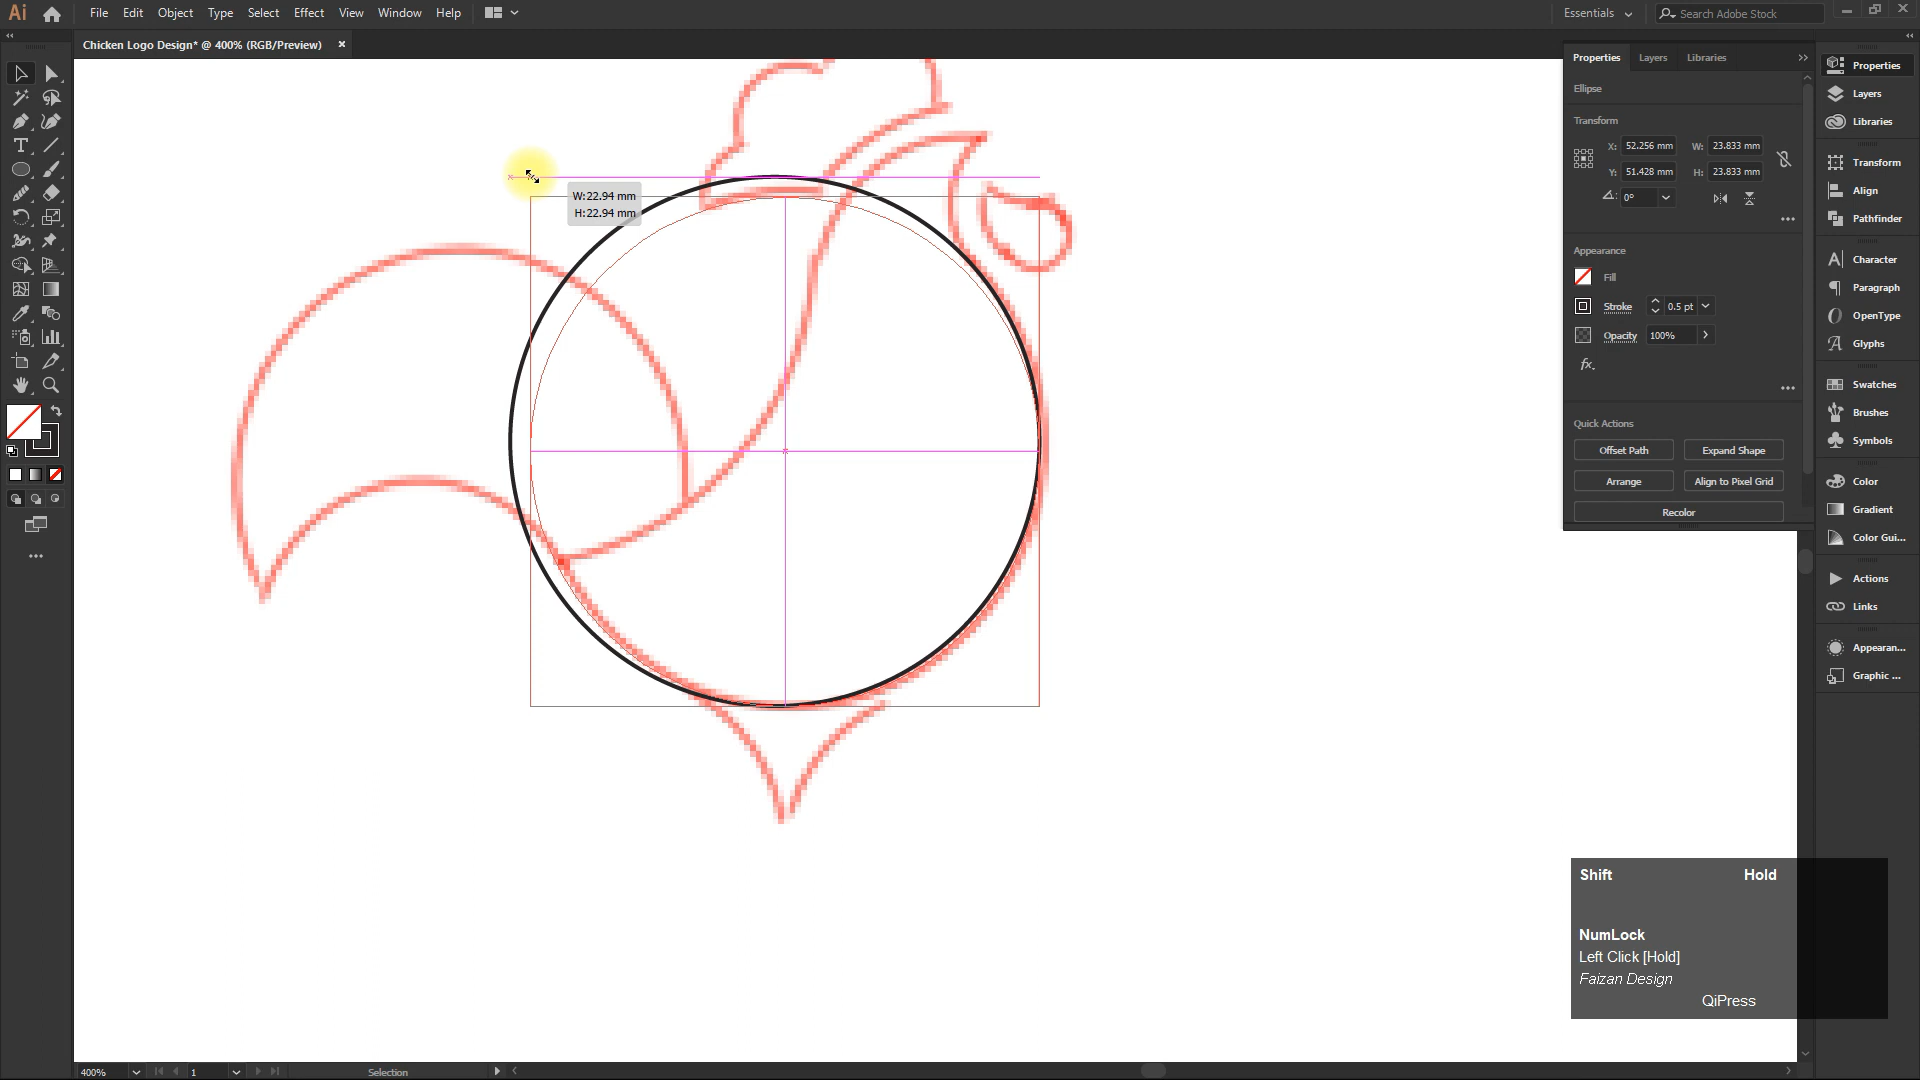 Ai
File Edit Object Type Select Effect View Window Help
Essentials
Search Adobe Stock
Chicken Logo Design* @ 400% (RGB/Preview) ×
W:22.94 mm
H:22.94 mm
Properties Layers Libraries
Ellipse
Transform
X: 52.256 mm W: 23.833 mm
Y: 51.428 mm H: 23.833 mm
0°
Appearance
Fill
Stroke 0.5 pt
Opacity 100%
fx.
Quick Actions
Offset Path Expand Shape
Arrange Align to Pixel Grid
Recolor
Properties
Layers
Libraries
Transform
Align
Pathfinder
Character
Paragraph
OpenType
Glyphs
Swatches
Brushes
Symbols
Color
Gradient
Color Gui...
Actions
Links
Appearan...
Graphic ...
Shift Hold
NumLock
Left Click [Hold]
Faizan Design
QiPress
400% 1 Selection